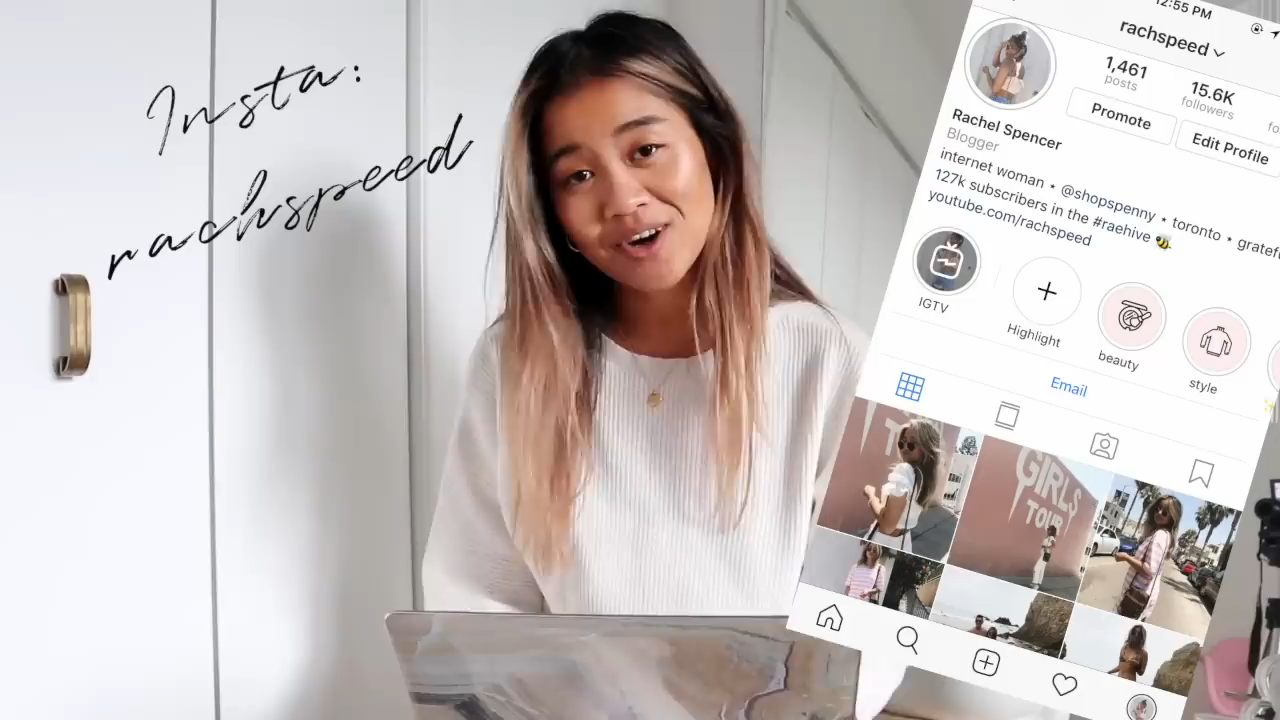 Insta:
rachspeed
12:55 PM
rachspeed
1,461
posts
15.6K
followers
Promote
Edit Profile
Rachel Spencer
Blogger
internet woman • @shopspenny • toronto •
127k subscribers in the #raehive 🐝
youtube.com/rachspeed
IGTV
Highlight
beauty
style
Email
GIRLS
TOUR